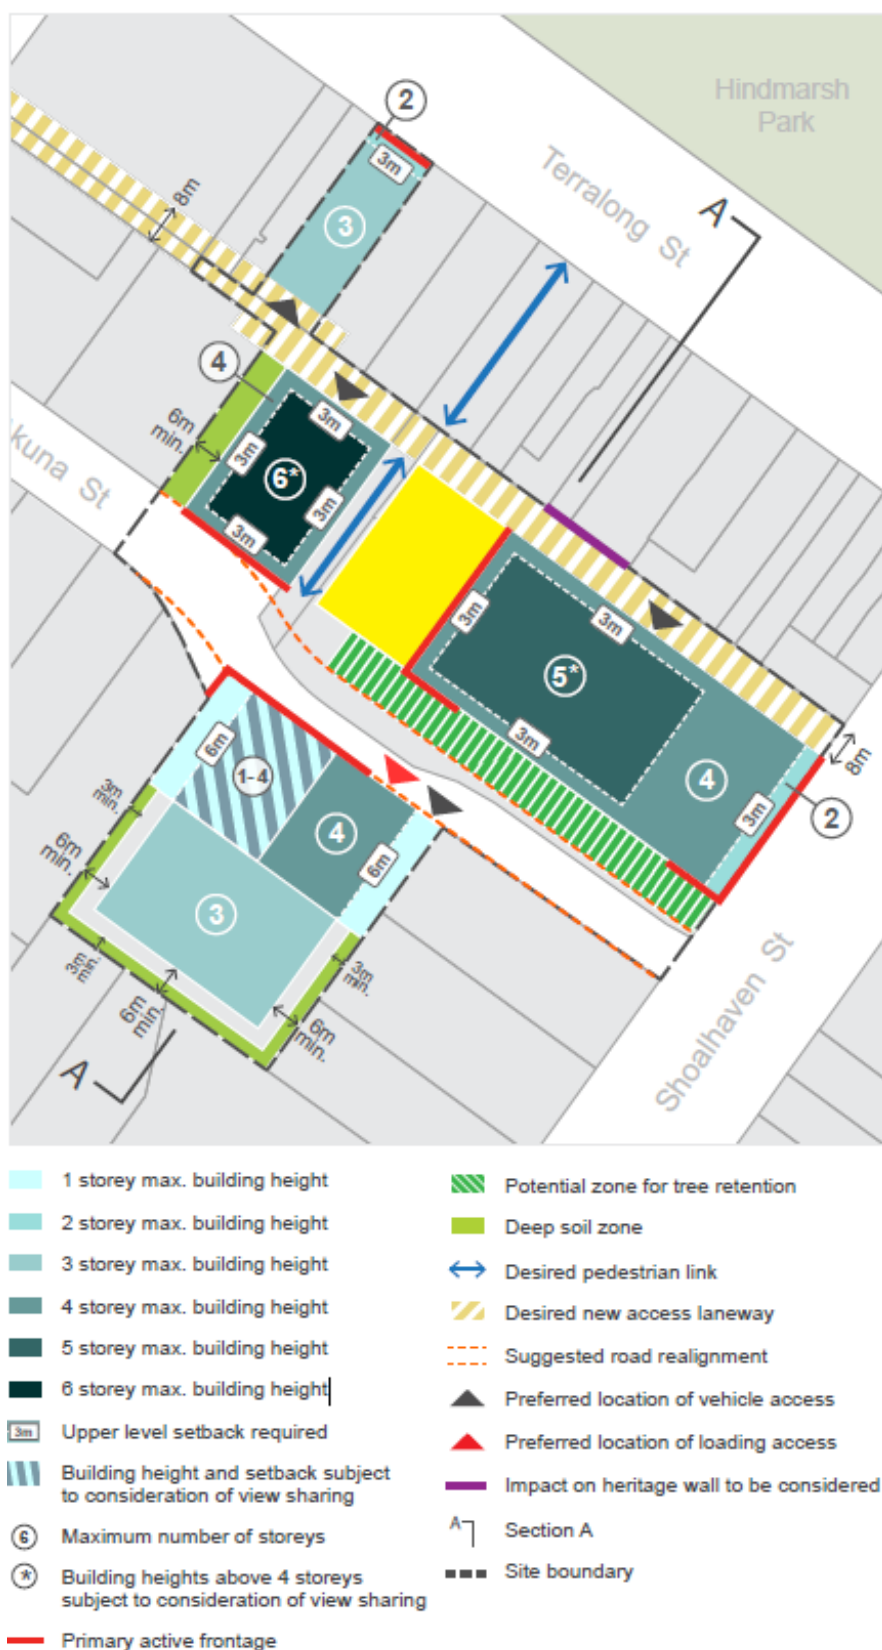 Hindmarsh
Park
Terralong St
A
2
3m
3
8m
4
6m
min.
3m
3m
6*
3m
3m
kuna St
3m
3m
5*
3m
4
3m
8m
2
6m
1-4
4
6m
3
3m
min.
6m
min.
3m
min.
6m
min.
3m
min.
6m
min.
A
Shoalhaven St
1 storey max. building height
2 storey max. building height
3 storey max. building height
4 storey max. building height
5 storey max. building height
6 storey max. building height
3m Upper level setback required
Building height and setback subject
to consideration of view sharing
6 Maximum number of storeys
* Building heights above 4 storeys
subject to consideration of view sharing
Primary active frontage
Potential zone for tree retention
Deep soil zone
Desired pedestrian link
Desired new access laneway
Suggested road realignment
Preferred location of vehicle access
Preferred location of loading access
Impact on heritage wall to be considered
A Section A
Site boundary